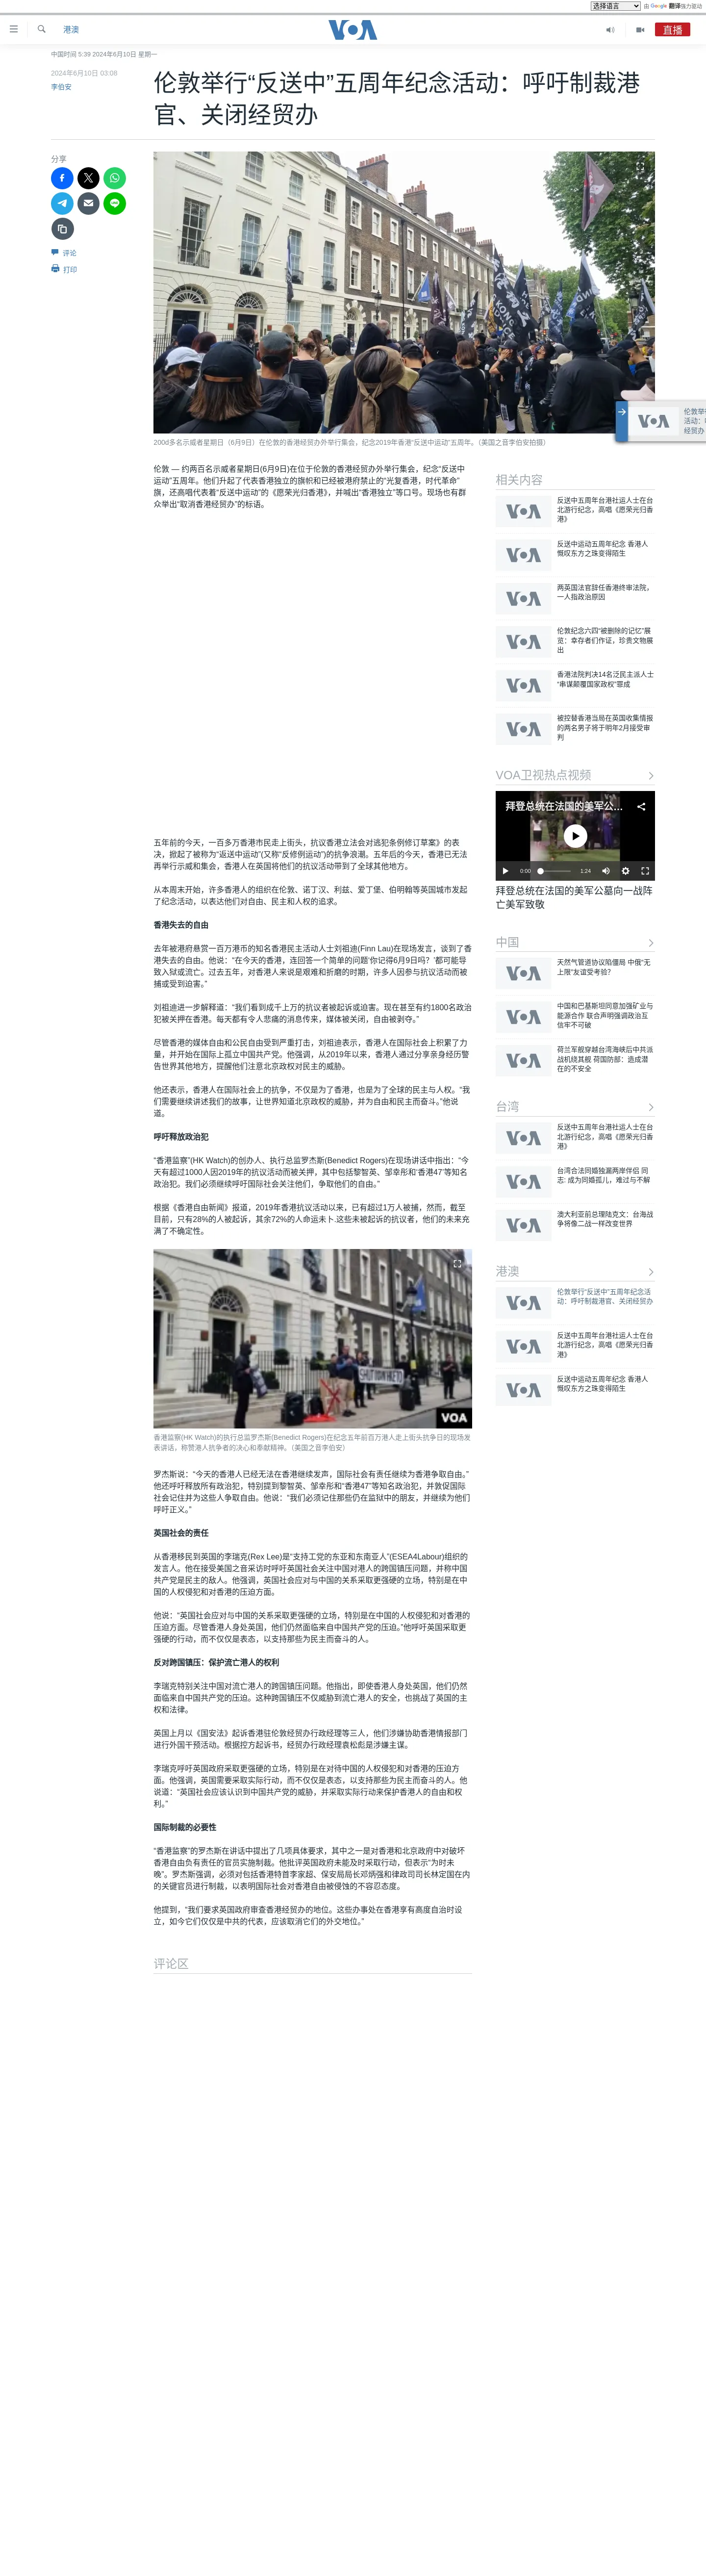 选择语言
由 Google 翻译强力驱动
港澳
VOA
直播
中国时间 5:39 2024年6月10日 星期一
2024年6月10日 03:08
李伯安
伦敦举行“反送中”五周年纪念活动：呼吁制裁港
官、关闭经贸办
分享
评论
打印
200d多名示威者星期日（6月9日）在伦敦的香港经贸办外举行集会，纪念2019年香港“反送中运动”五周年。（美国之音李伯安拍摄）
VOA
伦敦 — 约两百名示威者星期日(6月9日)在位于伦敦的香港经贸办外举行集会，纪念“反送中
运动”五周年。他们升起了代表香港独立的旗帜和已经被港府禁止的“光复香港，时代革命”
旗，还高唱代表着“反送中运动”的《愿荣光归香港》，并喊出“香港独立”等口号。现场也有群
众举出“取消香港经贸办”的标语。
五年前的今天，一百多万香港市民走上街头，抗议香港立法会对逃犯条例修订草案》的表
决，掀起了被称为“返送中运动”(又称“反修例运动”)的抗争浪潮。五年后的今天，香港已无法
再举行示威和集会，香港人在英国将他们的抗议活动带到了全球其他地方。
从本周末开始，许多香港人的组织在伦敦、诺丁汉、利兹、爱丁堡、伯明翰等英国城市发起
了纪念活动，以表达他们对自由、民主和人权的追求。
香港失去的自由
去年被港府悬赏一百万港币的知名香港民主活动人士刘祖迪(Finn Lau)在现场发言，谈到了香
港失去的自由。他说：“在今天的香港，连回答一个简单的问题‘你记得6月9日吗？’都可能导
致入狱或流亡。过去五年，对香港人来说是艰难和折磨的时期，许多人因参与抗议活动而被
捕或受到迫害。”
刘祖迪进一步解释道：“我们看到成千上万的抗议者被起诉或迫害。现在甚至有约1800名政治
犯被关押在香港。每天都有令人悲痛的消息传来，媒体被关闭，自由被剥夺。”
尽管香港的媒体自由和公民自由受到严重打击，刘祖迪表示，香港人在国际社会上积累了力
量，并开始在国际上孤立中国共产党。他强调，从2019年以来，香港人通过分享亲身经历警
告世界其他地方，提醒他们注意北京政权对民主的威胁。
他还表示，香港人在国际社会上的抗争，不仅是为了香港，也是为了全球的民主与人权。“我
们需要继续讲述我们的故事，让世界知道北京政权的威胁，并为自由和民主而奋斗。”他说
道。
呼吁释放政治犯
“香港监察”(HK Watch)的创办人、执行总监罗杰斯(Benedict Rogers)在现场讲话中指出：“今
天有超过1000人因2019年的抗议活动而被关押，其中包括黎智英、邹幸彤和‘香港47’等知名
政治犯。我们必须继续呼吁国际社会关注他们，争取他们的自由。”
根据《香港自由新闻》报道，2019年香港抗议活动以来，已有超过1万人被捕，然而，截至
目前，只有28%的人被起诉，其余72%的人命运未卜.这些未被起诉的抗议者，他们的未来充
满了不确定性。
VOA
香港监察(HK Watch)的执行总监罗杰斯(Benedict Rogers)在纪念五年前百万港人走上街头抗争日的现场发
表讲话，称赞港人抗争者的决心和奉献精神。（美国之音李伯安）
罗杰斯说：“今天的香港人已经无法在香港继续发声，国际社会有责任继续为香港争取自由。”
他还呼吁释放所有政治犯，特别提到黎智英、邹幸彤和“香港47”等知名政治犯，并敦促国际
社会记住并为这些人争取自由。他说：“我们必须记住那些仍在监狱中的朋友，并继续为他们
呼吁正义。”
英国社会的责任
从香港移民到英国的李瑞克(Rex Lee)是“支持工党的东亚和东南亚人”(ESEA4Labour)组织的
发言人。他在接受美国之音采访时呼吁英国社会关注中国对港人的跨国镇压问题，并称中国
共产党是民主的敌人。他强调，英国社会应对与中国的关系采取更强硬的立场，特别是在中
国的人权侵犯和对香港的压迫方面。
他说：“英国社会应对与中国的关系采取更强硬的立场，特别是在中国的人权侵犯和对香港的
压迫方面。尽管香港人身处英国，他们仍然面临来自中国共产党的压迫。”他呼吁英国采取更
强硬的行动，而不仅仅是表态，以支持那些为民主而奋斗的人。
反对跨国镇压：保护流亡港人的权利
李瑞克特别关注中国对流亡港人的跨国镇压问题。他指出，即使香港人身处英国，他们仍然
面临来自中国共产党的压迫。这种跨国镇压不仅威胁到流亡港人的安全，也挑战了英国的主
权和法律。
英国上月以《国安法》起诉香港驻伦敦经贸办行政经理等三人，他们涉嫌协助香港情报部门
进行外国干预活动。根据控方起诉书，经贸办行政经理袁松彪是涉嫌主谋。
李瑞克呼吁英国政府采取更强硬的立场，特别是在对待中国的人权侵犯和对香港的压迫方
面。他强调，英国需要采取实际行动，而不仅仅是表态，以支持那些为民主而奋斗的人。他
说道：“英国社会应该认识到中国共产党的威胁，并采取实际行动来保护香港人的自由和权
利。”
国际制裁的必要性
“香港监察”的罗杰斯在讲话中提出了几项具体要求，其中之一是对香港和北京政府中对破坏
香港自由负有责任的官员实施制裁。他批评英国政府未能及时采取行动，但表示“为时未
晚”。罗杰斯强调，必须对包括香港特首李家超、保安局局长邓炳强和律政司司长林定国在内
的关键官员进行制裁，以表明国际社会对香港自由被侵蚀的不容忍态度。
他提到，“我们要求英国政府审查香港经贸办的地位。这些办事处在香港享有高度自治时设
立，如今它们仅仅是中共的代表，应该取消它们的外交地位。”
评论区
相关内容
反送中五周年台港社运人士在台
北游行纪念，高唱《愿荣光归香
港》
反送中运动五周年纪念 香港人
慨叹东方之珠变得陌生
两英国法官辞任香港终审法院，
一人指政治原因
伦敦纪念六四“被删除的记忆”展
览：幸存者们作证，珍贵文物展
出
香港法院判决14名泛民主派人士
“串谋颠覆国家政权”罪成
被控替香港当局在英国收集情报
的两名男子将于明年2月接受审
判
VOA卫视热点视频
拜登总统在法国的美军公…
0:00
1:24
拜登总统在法国的美军公墓向一战阵
亡美军致敬
中国
天然气管道协议陷僵局 中俄“无
上限”友谊受考验？
中国和巴基斯坦同意加强矿业与
能源合作 联合声明强调政治互
信牢不可破
荷兰军舰穿越台湾海峡后中共派
战机绕其舰 荷国防部：造成潜
在的不安全
台湾
反送中五周年台港社运人士在台
北游行纪念，高唱《愿荣光归香
港》
台湾合法同婚独漏两岸伴侣 同
志: 成为同婚孤儿，难过与不解
澳大利亚前总理陆克文：台海战
争将像二战一样改变世界
港澳
伦敦举行“反送中”五周年纪念活
动：呼吁制裁港官、关闭经贸办
反送中五周年台港社运人士在台
北游行纪念，高唱《愿荣光归香
港》
反送中运动五周年纪念 香港人
慨叹东方之珠变得陌生